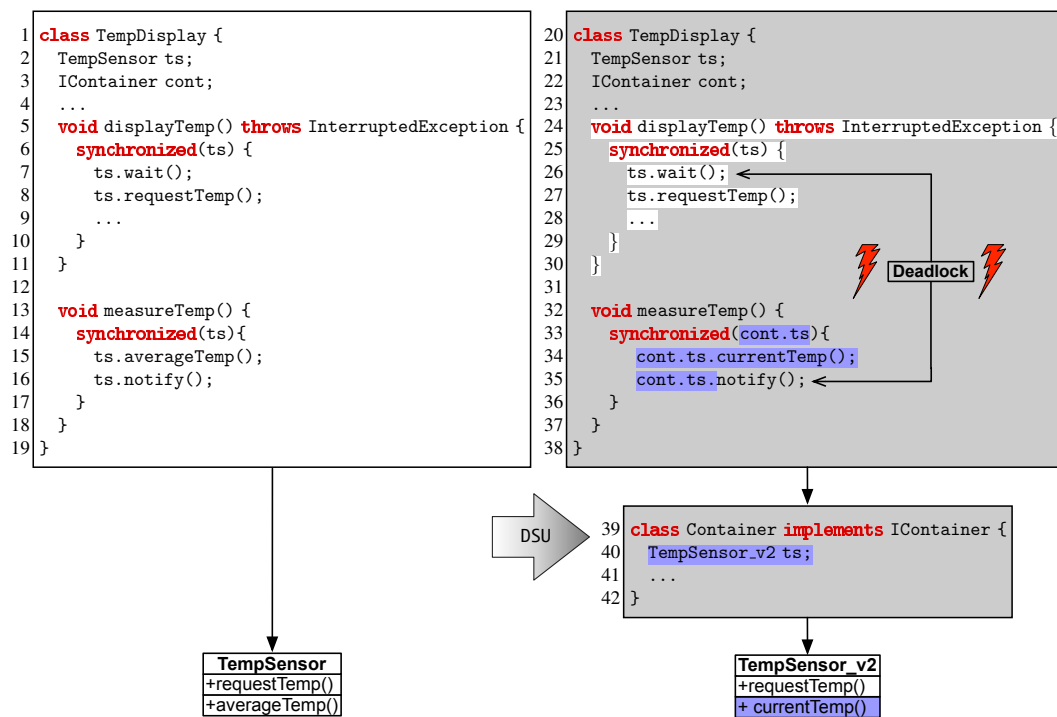 1 class TempDisplay {
2 TempSensor ts;
3 IContainer cont;
4 ...
5 void displayTemp() throws InterruptedException {
6 synchronized(ts) {
7 ts.wait();
8 ts.requestTemp();
9 ...
10 }
11 }
12
13 void measureTemp() {
14 synchronized(ts){
15 ts.averageTemp();
16 ts.notify();
17 }
18 }
19 }
TempSensor
+requestTemp()
+averageTemp()
20 class TempDisplay {
21 TempSensor ts;
22 IContainer cont;
23 ...
24 void displayTemp() throws InterruptedException {
25 synchronized(ts) {
26 ts.wait();
27 ts.requestTemp();
28 ...
29 }
30 }
31
32 void measureTemp() {
33 synchronized(cont.ts){
34 cont.ts.currentTemp();
35 cont.ts.notify();
36 }
37 }
38 }
Deadlock
DSU
39 class Container implements IContainer {
40 TempSensor_v2 ts;
41 ...
42 }
TempSensor_v2
+requestTemp()
+ currentTemp()